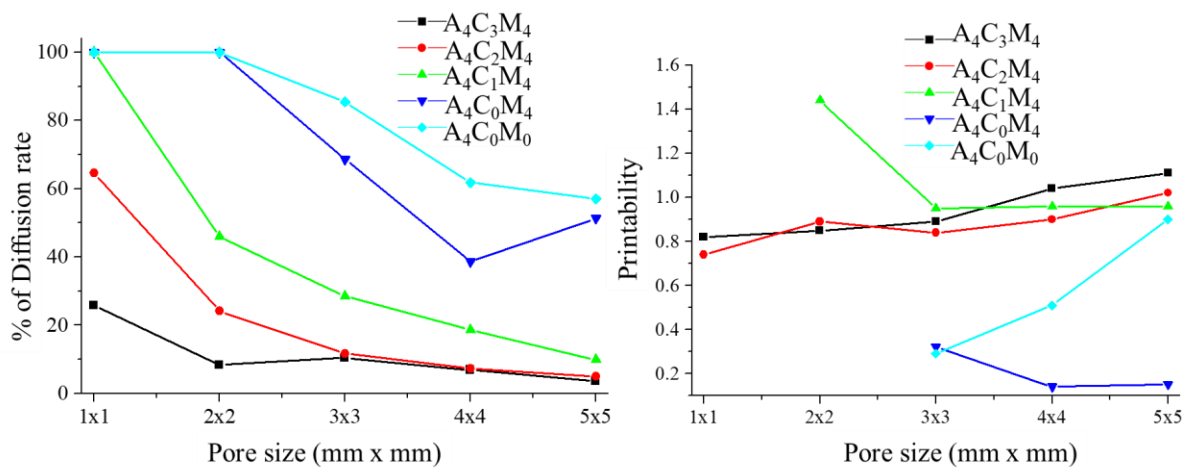 A₄C₃M₄
A₄C₂M₄
A₄C₁M₄
A₄C₀M₄
A₄C₀M₀
100
80
60
40
20
0
% of Diffusion rate
1x1
2x2
3x3
4x4
5x5
Pore size (mm x mm)
A₄C₃M₄
A₄C₂M₄
A₄C₁M₄
A₄C₀M₄
A₄C₀M₀
1.6
1.4
1.2
1.0
0.8
0.6
0.4
0.2
Printability
1x1
2x2
3x3
4x4
5x5
Pore size (mm x mm)